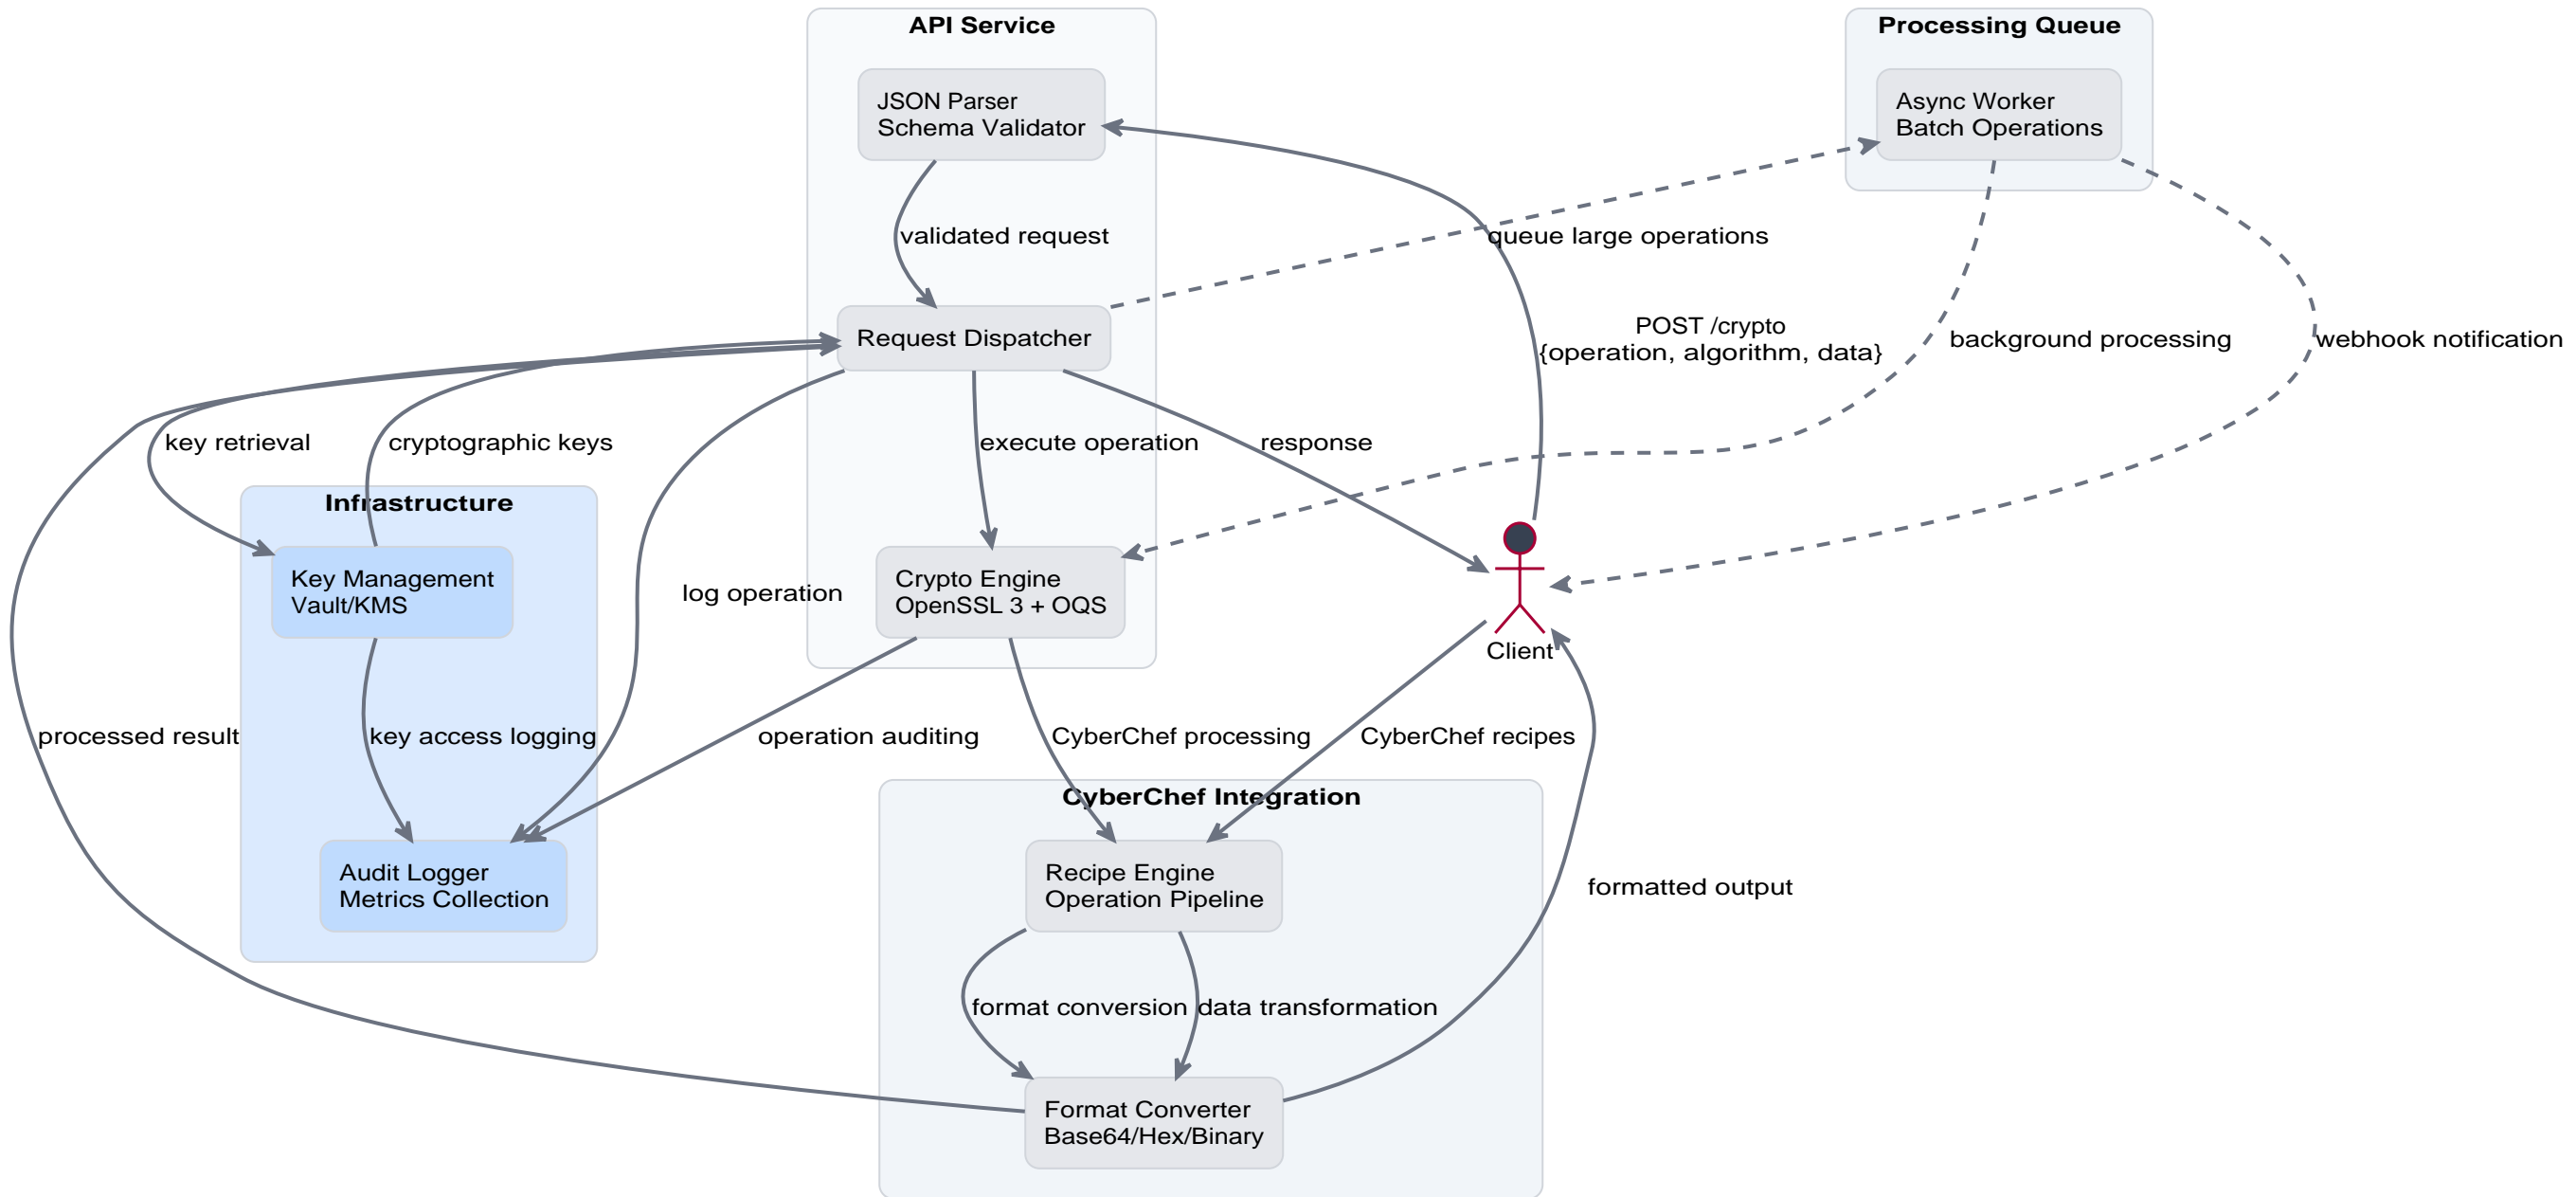 API Service
Processing Queue
JSON Parser
Schema Validator
Async Worker
Batch Operations
validated request
queue large operations
Request Dispatcher
POST /crypto
{operation, algorithm, data}
background processing
webhook notification
key retrieval
cryptographic keys
execute operation
response
Infrastructure
Key Management
Vault/KMS
log operation
Crypto Engine
OpenSSL 3 + OQS
Client
processed result
key access logging
operation auditing
CyberChef processing
CyberChef recipes
CyberChef Integration
Audit Logger
Metrics Collection
Recipe Engine
Operation Pipeline
formatted output
format conversion
data transformation
Format Converter
Base64/Hex/Binary